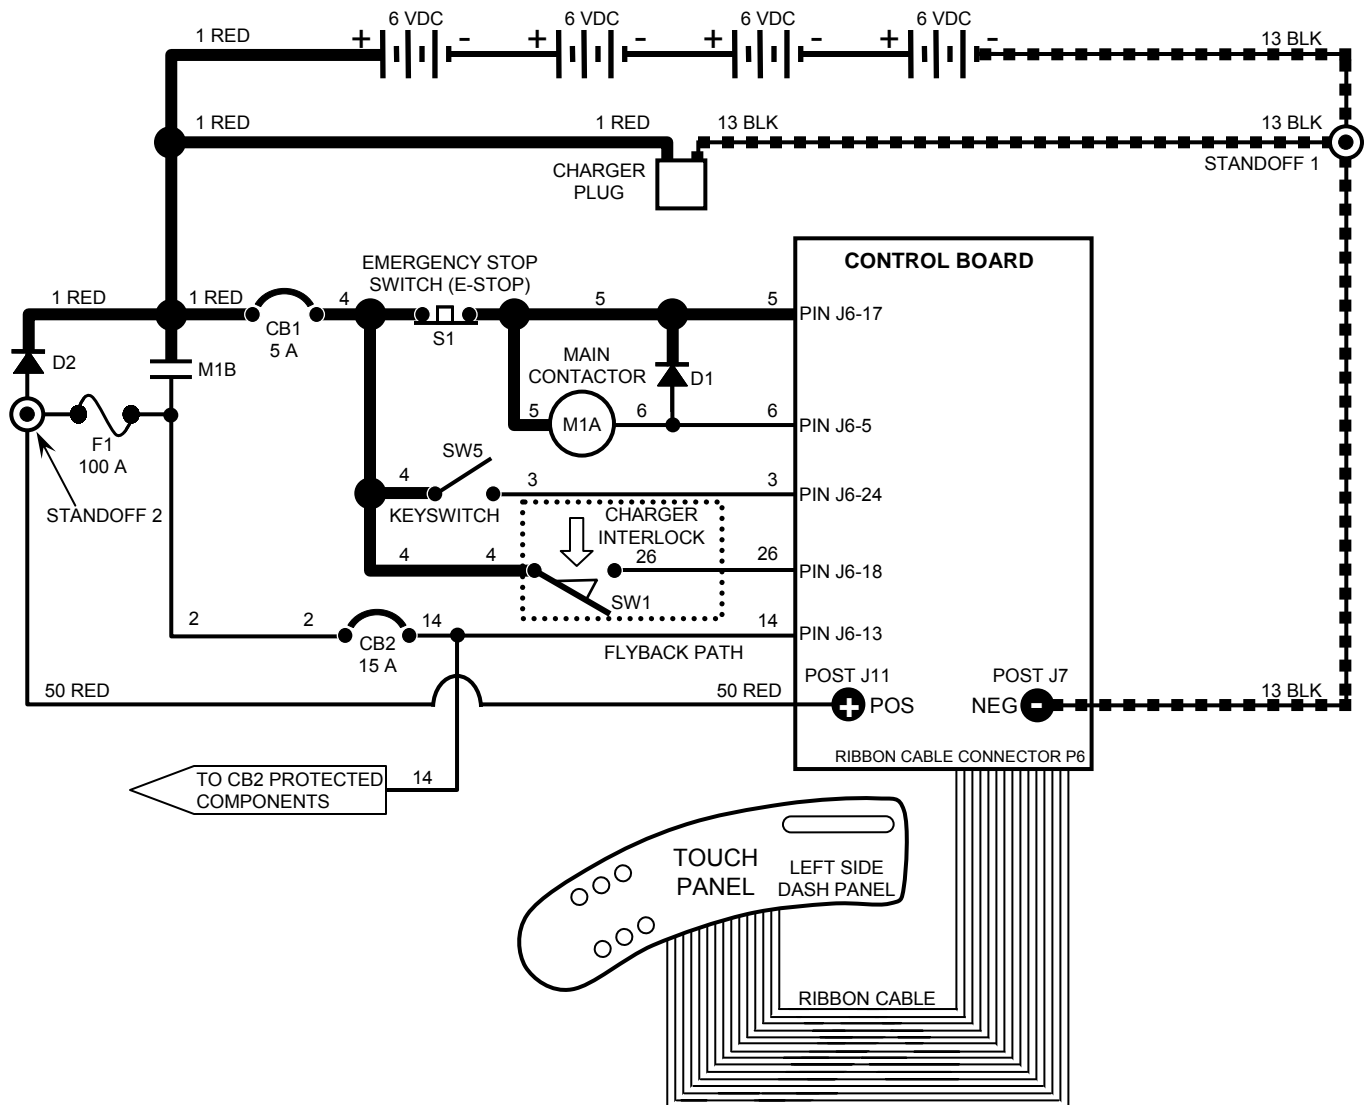 6 VDC 6 VDC 6 VDC 6 VDC
1 RED + - + - + - + - 13 BLK
1 RED 1 RED 13 BLK 13 BLK
CHARGER
PLUG
STANDOFF 1
CONTROL BOARD
EMERGENCY STOP
SWITCH (E-STOP)
1 RED 1 RED 4 5 5 PIN J6-17
CB1
5 A
S1
D2 M1B
MAIN
CONTACTOR
D1
5 M1A 6 6 PIN J6-5
F1
100 A
SW5
4 3 3 PIN J6-24
KEYSWITCH
STANDOFF 2
CHARGER
INTERLOCK
4 4 26 26 PIN J6-18
SW1
2 2 14 14 PIN J6-13
CB2
15 A
FLYBACK PATH
50 RED 50 RED
POST J11
+ POS
POST J7
NEG - 13 BLK
RIBBON CABLE CONNECTOR P6
TO CB2 PROTECTED
COMPONENTS
14
TOUCH
PANEL
LEFT SIDE
DASH PANEL
RIBBON CABLE